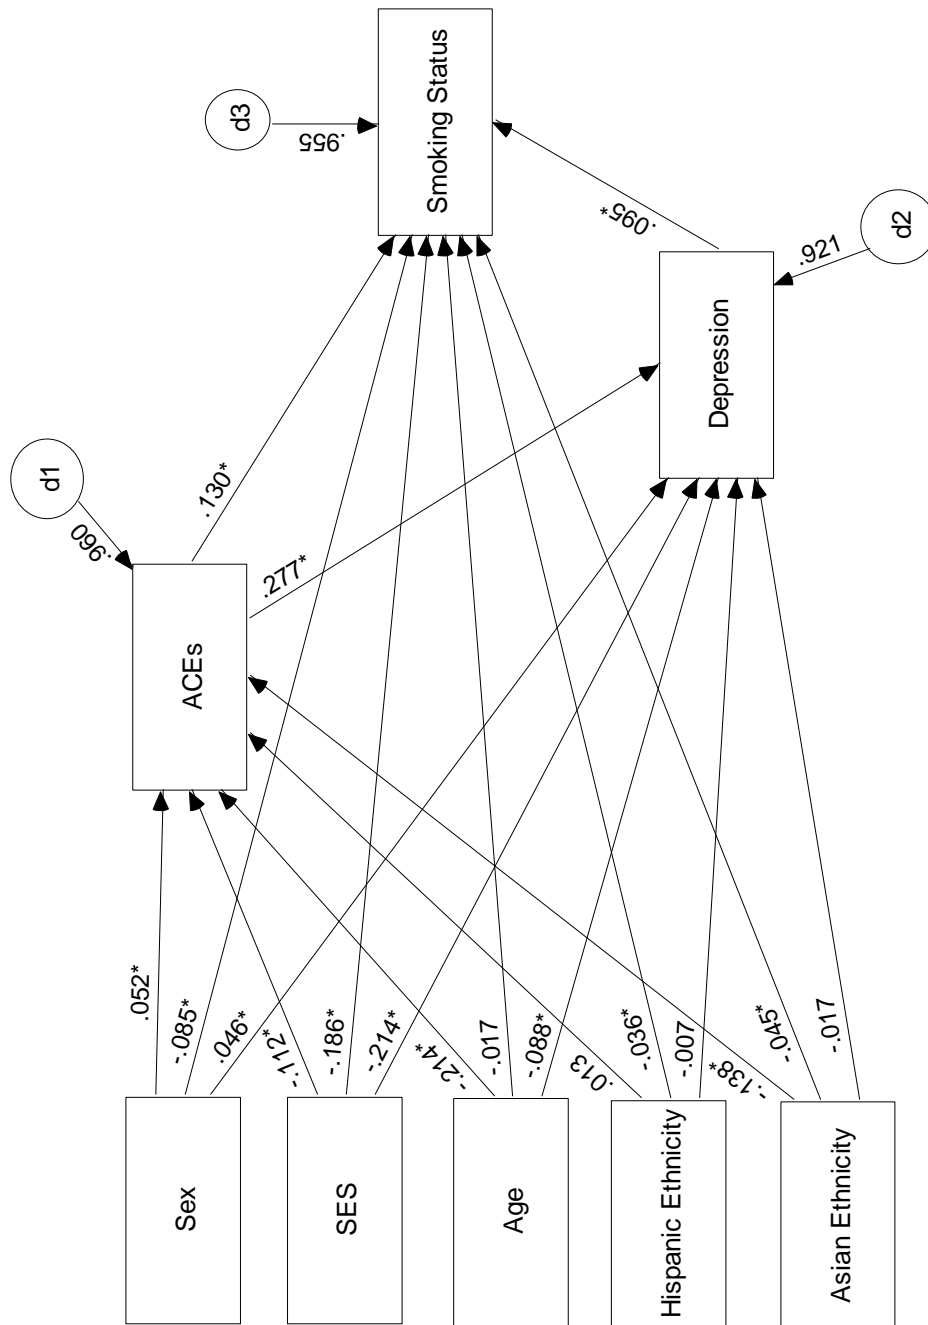 d1
.960
d3
.955
ACEs
Smoking Status
.130*
.277*
.095*
Depression
.921
d2
.052*
-.085*
.046*
-.112*
-.186*
-.214*
-.214*
-.017
-.088*
.013
-.036*
-.007
-.138*
-.045*
-.017
Sex
SES
Age
Hispanic Ethnicity
Asian Ethnicity